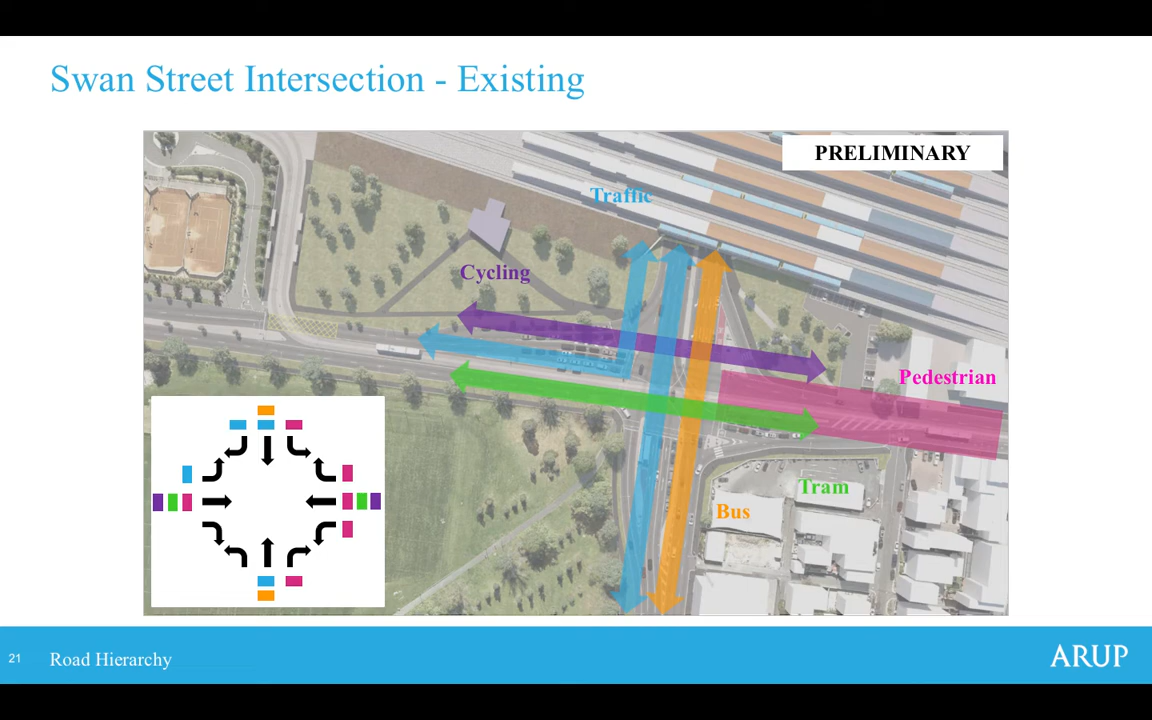 Swan Street Intersection - Existing
PRELIMINARY
Traffic
Cycling
Pedestrian
Tram
Bus
21 Road Hierarchy
ARUP